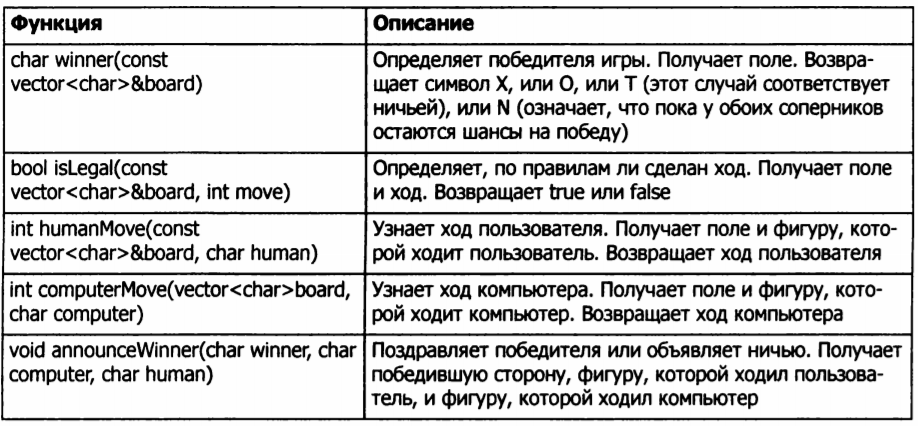 Функция
Описание
char winner(const
vector<char>&board)
Определяет победителя игры. Получает поле. Возвра-
щает символ X, или O, или T (этот случай соответствует
ничьей), или N (означает, что пока у обоих соперников
остаются шансы на победу)
bool isLegal(const
vector<char>&board, int move)
Определяет, по правилам ли сделан ход. Получает поле
и ход. Возвращает true или false
int humanMove(const
vector<char>&board, char human)
Узнает ход пользователя. Получает поле и фигуру, кото-
рой ходит пользователь. Возвращает ход пользователя
int computerMove(vector<char>board,
char computer)
Узнает ход компьютера. Получает поле и фигуру, кото-
рой ходит компьютер. Возвращает ход компьютера
void announceWinner(char winner, char
computer, char human)
Поздравляет победителя или объявляет ничью. Получает
победившую сторону, фигуру, которой ходил пользова-
тель, и фигуру, которой ходил компьютер